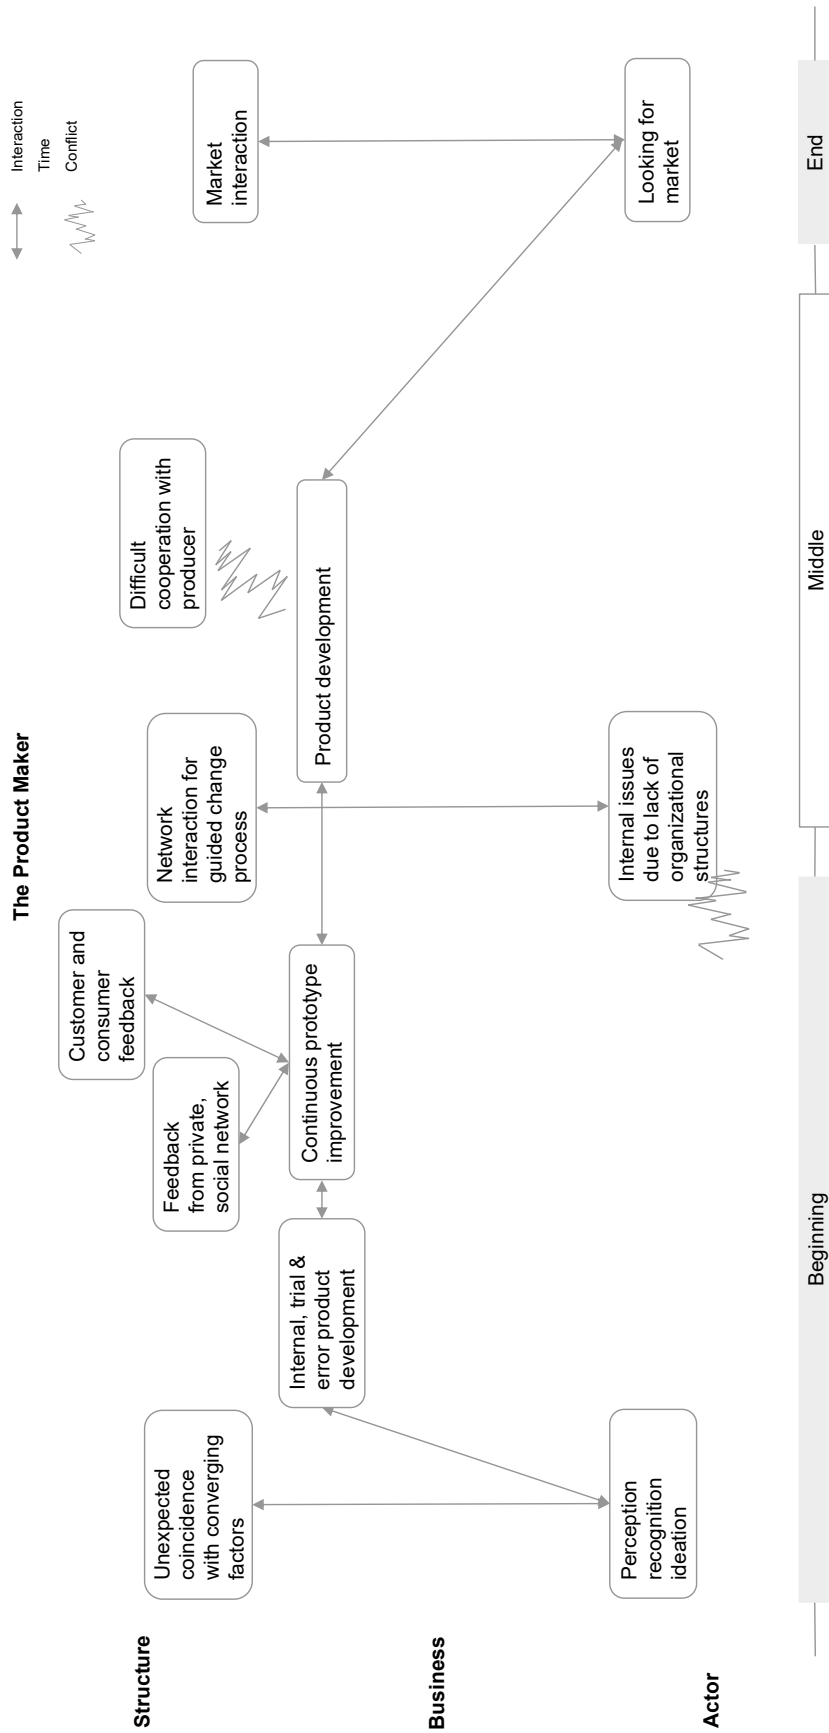 The Product Maker
Interaction
Time
Conflict
Structure
Unexpected
coincidence
with converging
factors
Feedback
from private,
social network
Customer and
consumer
feedback
Network
interaction for
guided change
process
Difficult
cooperation with
producer
Market
interaction
Business
Internal, trial &
error product
development
Continuous prototype
improvement
Product development
Actor
Perception
recognition
ideation
Internal issues
due to lack of
organizational
structures
Looking for
market
Beginning
Middle
End